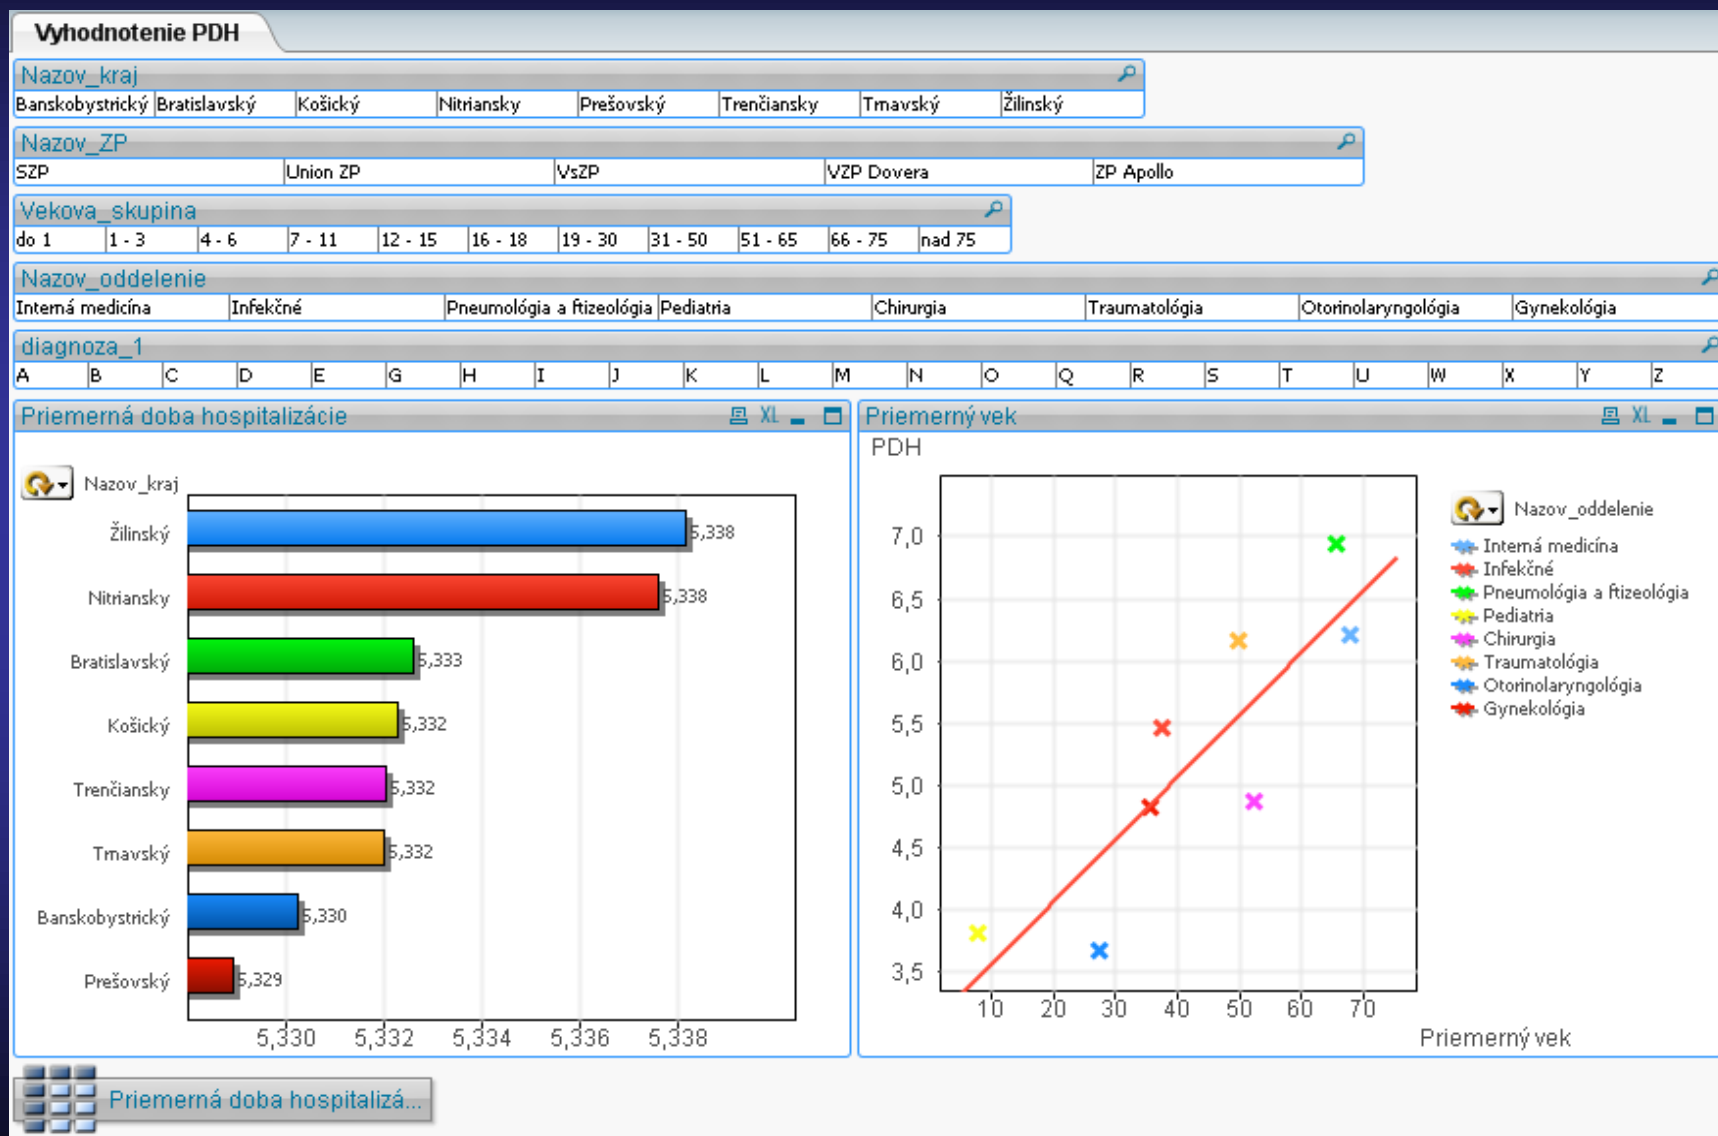 Vyhodnotenie PDH
Nazov_kraj
Banskobystrický Bratislavský Košický Nitriansky Prešovský Trenčiansky Trnavský Žilinský
Nazov_ZP
SZP Union ZP VsZP VZP Dovera ZP Apollo
Vekova_skupina
do 1 1 - 3 4 - 6 7 - 11 12 - 15 16 - 18 19 - 30 31 - 50 51 - 65 66 - 75 nad 75
Nazov_oddelenie
Interná medicína Infekčné Pneumológia a ftizeológia Pediatria Chirurgia Traumatológia Otorinolaryngológia Gynekológia
diagnoza_1
A B C D E G H I J K L M N O Q R S T U W X Y Z
Priemerná doba hospitalizácie XL
Nazov_kraj
Žilinský 5,338
Nitriansky 5,338
Bratislavský 5,333
Košický 5,332
Trenčiansky 5,332
Trnavský 5,332
Banskobystrický 5,330
Prešovský 5,329
5,330 5,332 5,334 5,336 5,338
Priemerný vek XL
PDH
7,0
6,5
6,0
5,5
5,0
4,5
4,0
3,5
10 20 30 40 50 60 70
Priemerný vek
Nazov_oddelenie
Interná medicína
Infekčné
Pneumológia a ftizeológia
Pediatria
Chirurgia
Traumatológia
Otorinolaryngológia
Gynekológia
Priemerná doba hospitalizá...